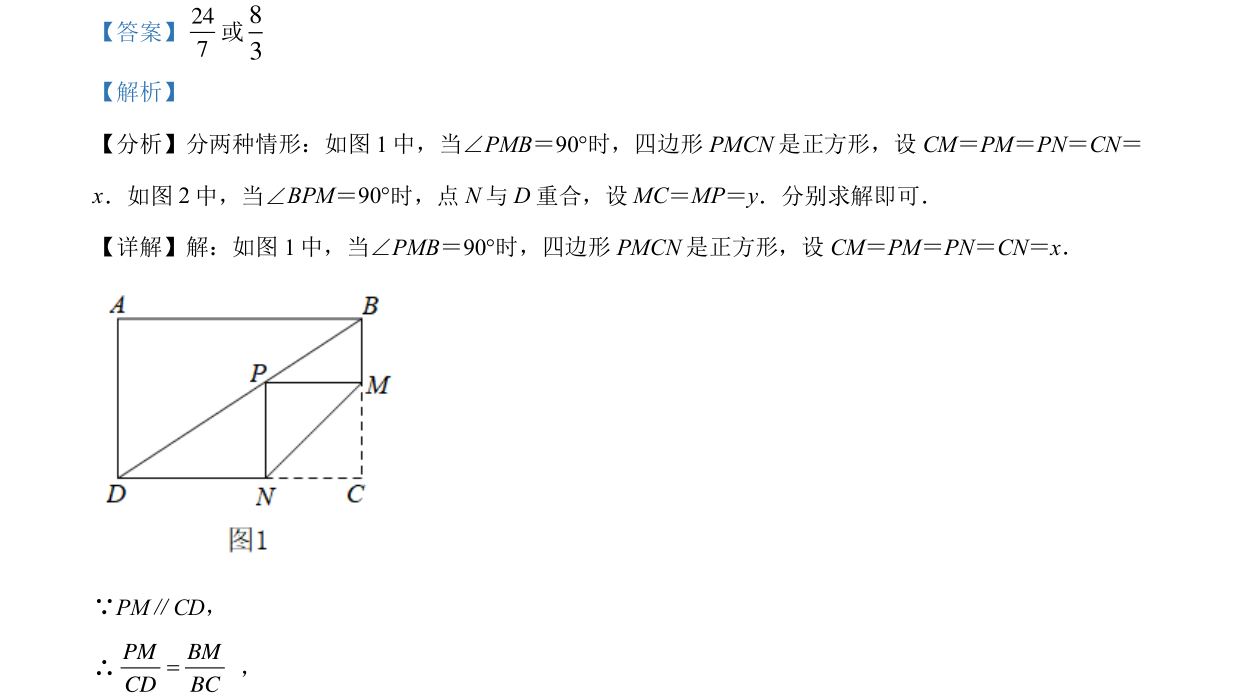 【答案】24/7 或 8/3
【解析】
【分析】分两种情形：如图 1 中，当∠PMB＝90°时，四边形 PMCN 是正方形，设 CM＝PM＝PN＝CN＝
x．如图 2 中，当∠BPM＝90°时，点 N 与 D 重合，设 MC＝MP＝y．分别求解即可．
【详解】解：如图 1 中，当∠PMB＝90°时，四边形 PMCN 是正方形，设 CM＝PM＝PN＝CN＝x．
A B
P M
D N C
图1
∵PM∥CD，
∴ PM/CD = BM/BC ，